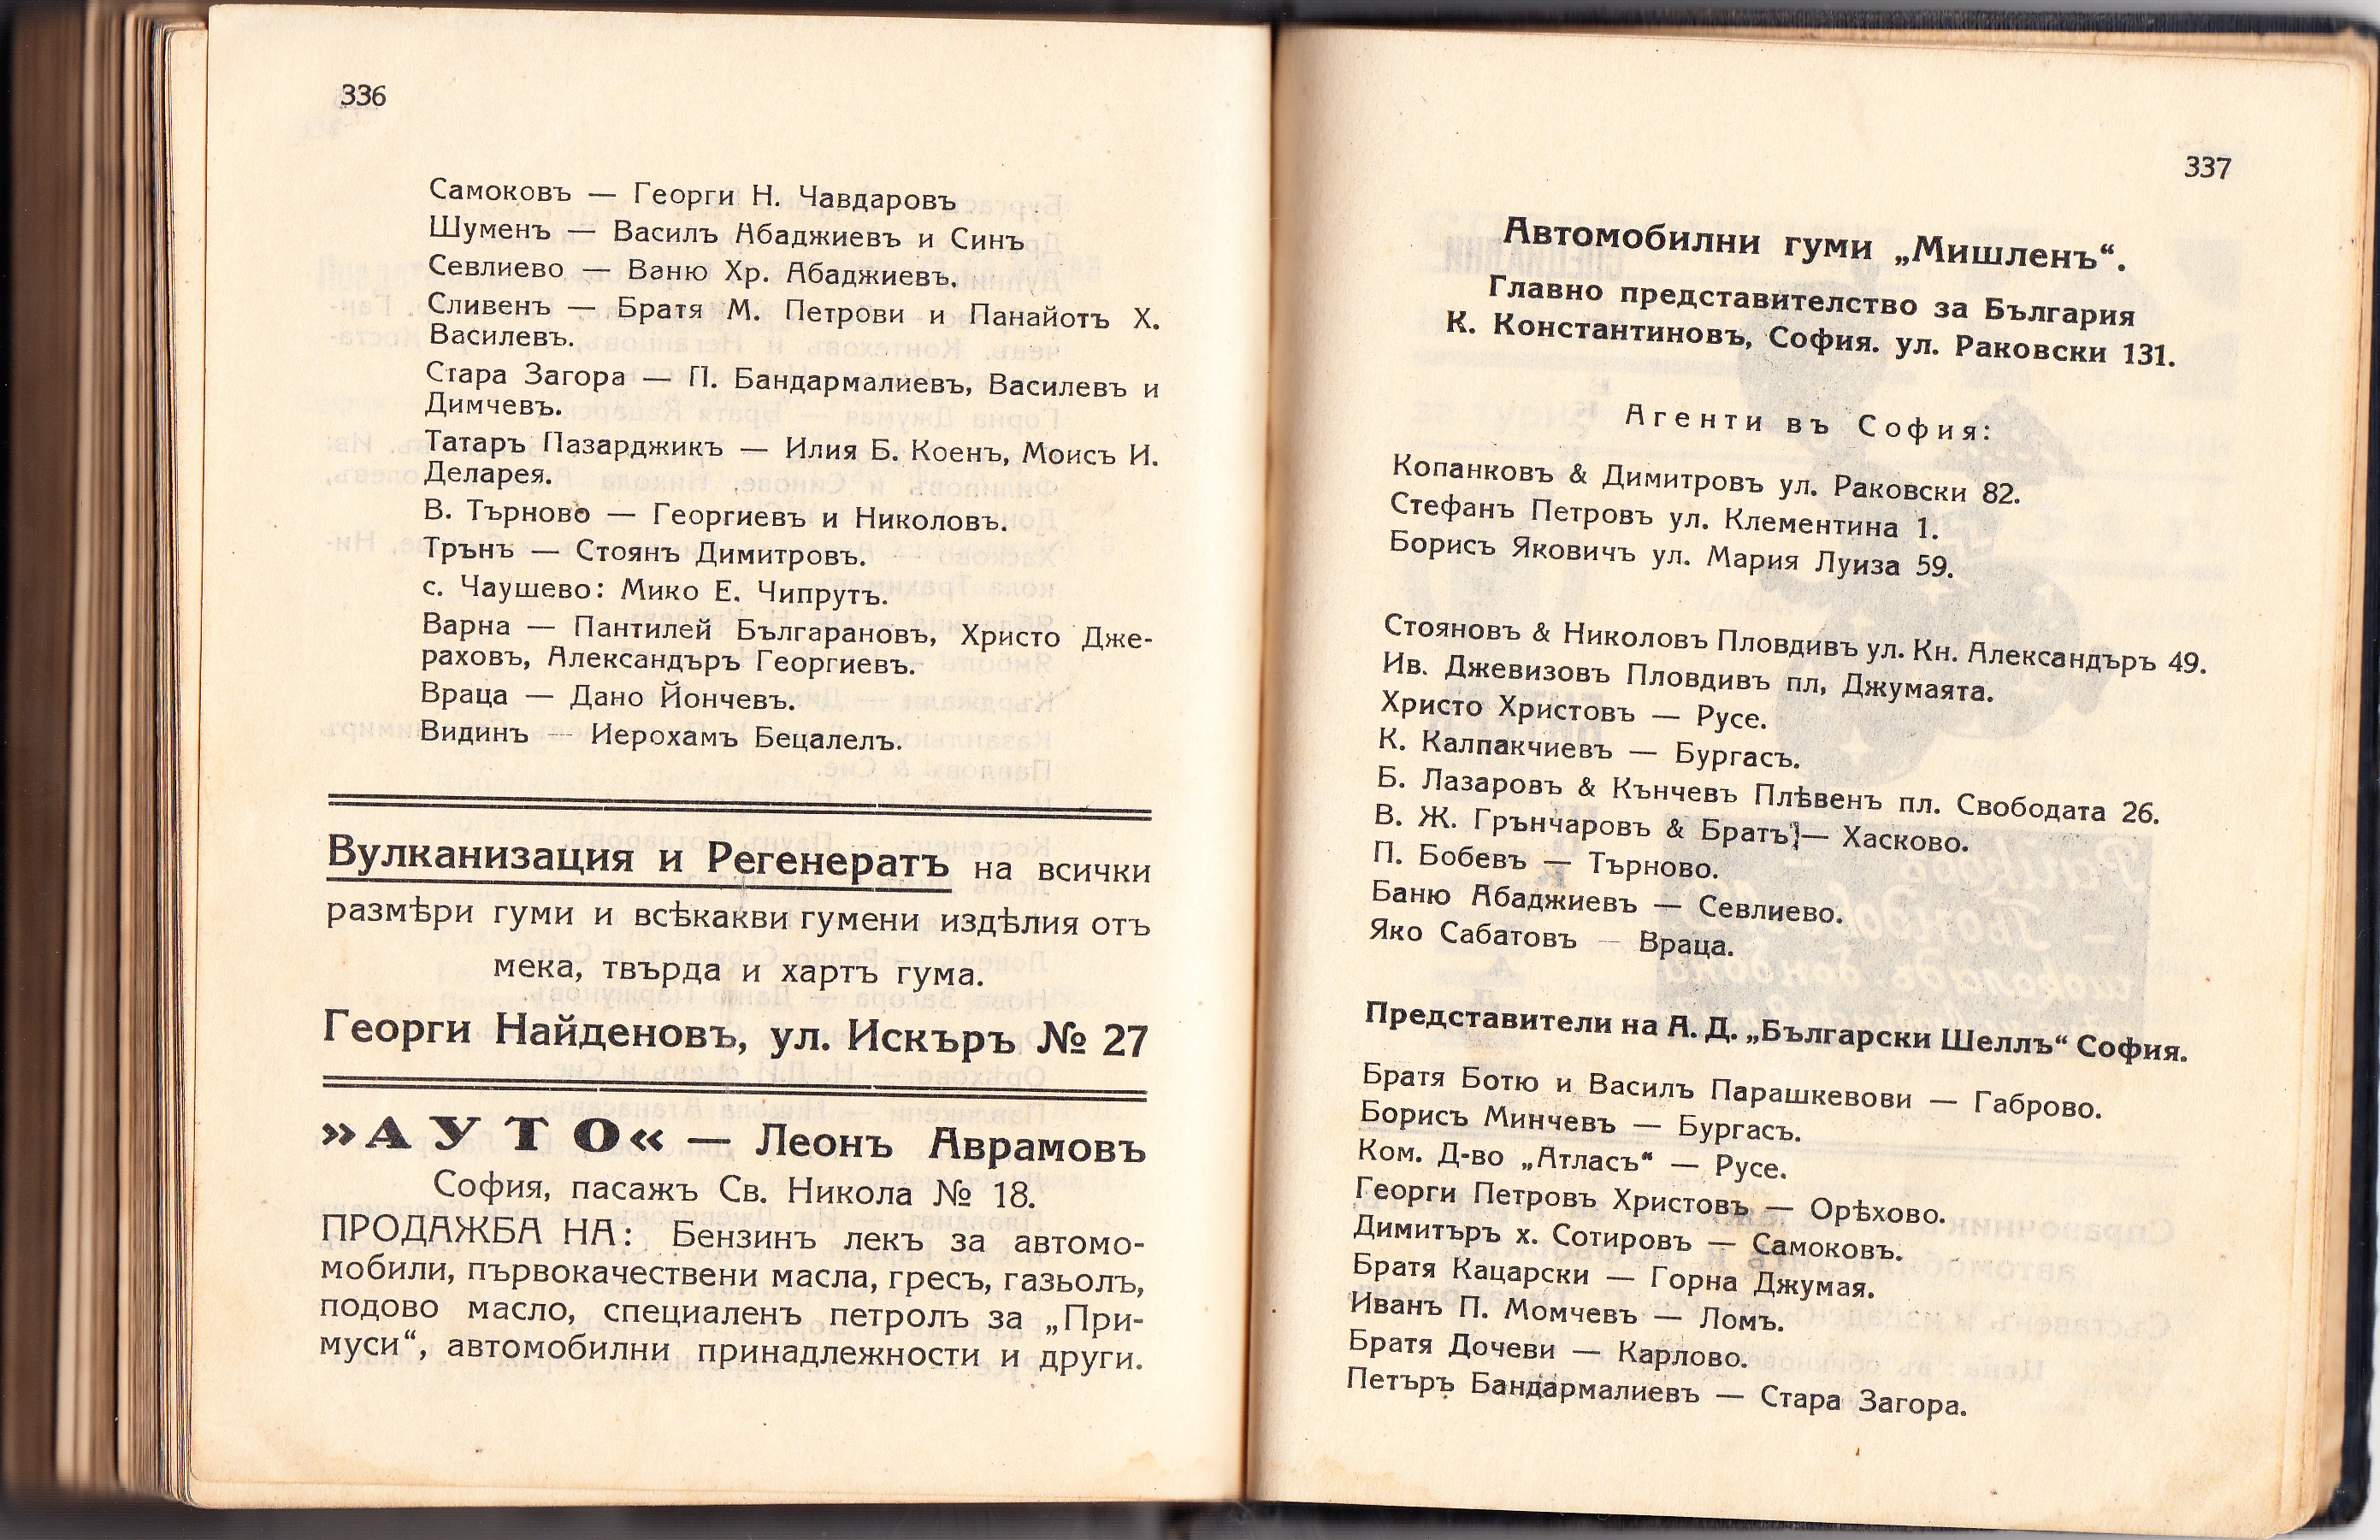 336
Самоковъ — Георги Н. Чавдаровъ
Шуменъ — Василъ Абаджиевъ и Синъ
Севлиево — Ваню Хр. Абаджиевъ.
Сливенъ — Братя М. Петрови и Панайотъ Х.
Василевъ.
Стара Загора — П. Бандармалиевъ, Василевъ и
Димчевъ.
Татаръ Пазарджикъ — Илия Б. Коенъ, Моисъ И.
Деларея.
В. Търново — Георгиевъ и Николовъ.
Трънъ — Стоянъ Димитровъ.
с. Чаушево: Мико Е. Чипрутъ.
Варна — Пантилей Българановъ, Христо Дже-
раховъ, Александъръ Георгиевъ.
Враца — Дано Йончевъ.
Видинъ — Иерохамъ Бецалелъ.
Вулканизация и Регенератъ на всички
размѣри гуми и всѣкакви гумени издѣлия отъ
мека, твърда и хартъ гума.
Георги Найденовъ, ул. Искъръ № 27
»АУТО« — Леонъ Аврамовъ
София, пасажъ Св. Никола № 18.
ПРОДАЖБА НА: Бензинъ лекъ за автомо-
мобили, първокачествени масла, гресъ, газьолъ,
подово масло, специаленъ петролъ за „При-
муси“, автомобилни принадлежности и други.
337
Автомобилни гуми „Мишленъ“.
Главно представителство за България
К. Константиновъ, София. ул. Раковски 131.
Агенти въ София:
Копанковъ & Димитровъ ул. Раковски 82.
Стефанъ Петровъ ул. Клементина 1.
Борисъ Яковичъ ул. Мария Луиза 59.
Стояновъ & Николовъ Пловдивъ ул. Кн. Александъръ 49.
Ив. Джевизовъ Пловдивъ пл, Джумаята.
Христо Христовъ — Русе.
К. Калпакчиевъ — Бургасъ.
Б. Лазаровъ & Кънчевъ Плѣвенъ пл. Свободата 26.
В. Ж. Грънчаровъ & Братъ — Хасково.
П. Бобевъ — Търново.
Баню Абаджиевъ — Севлиево.
Яко Сабатовъ — Враца.
Представители на А. Д. „Български Шеллъ“ София.
Братя Ботю и Василъ Парашкевови — Габрово.
Борисъ Минчевъ — Бургасъ.
Ком. Д-во „Атласъ“ — Русе.
Георги Петровъ Христовъ — Орѣхово.
Димитъръ х. Сотировъ — Самоковъ.
Братя Кацарски — Горна Джумая.
Иванъ П. Момчевъ — Ломъ.
Братя Дочеви — Карлово.
Петъръ Бандармалиевъ — Стара Загора.